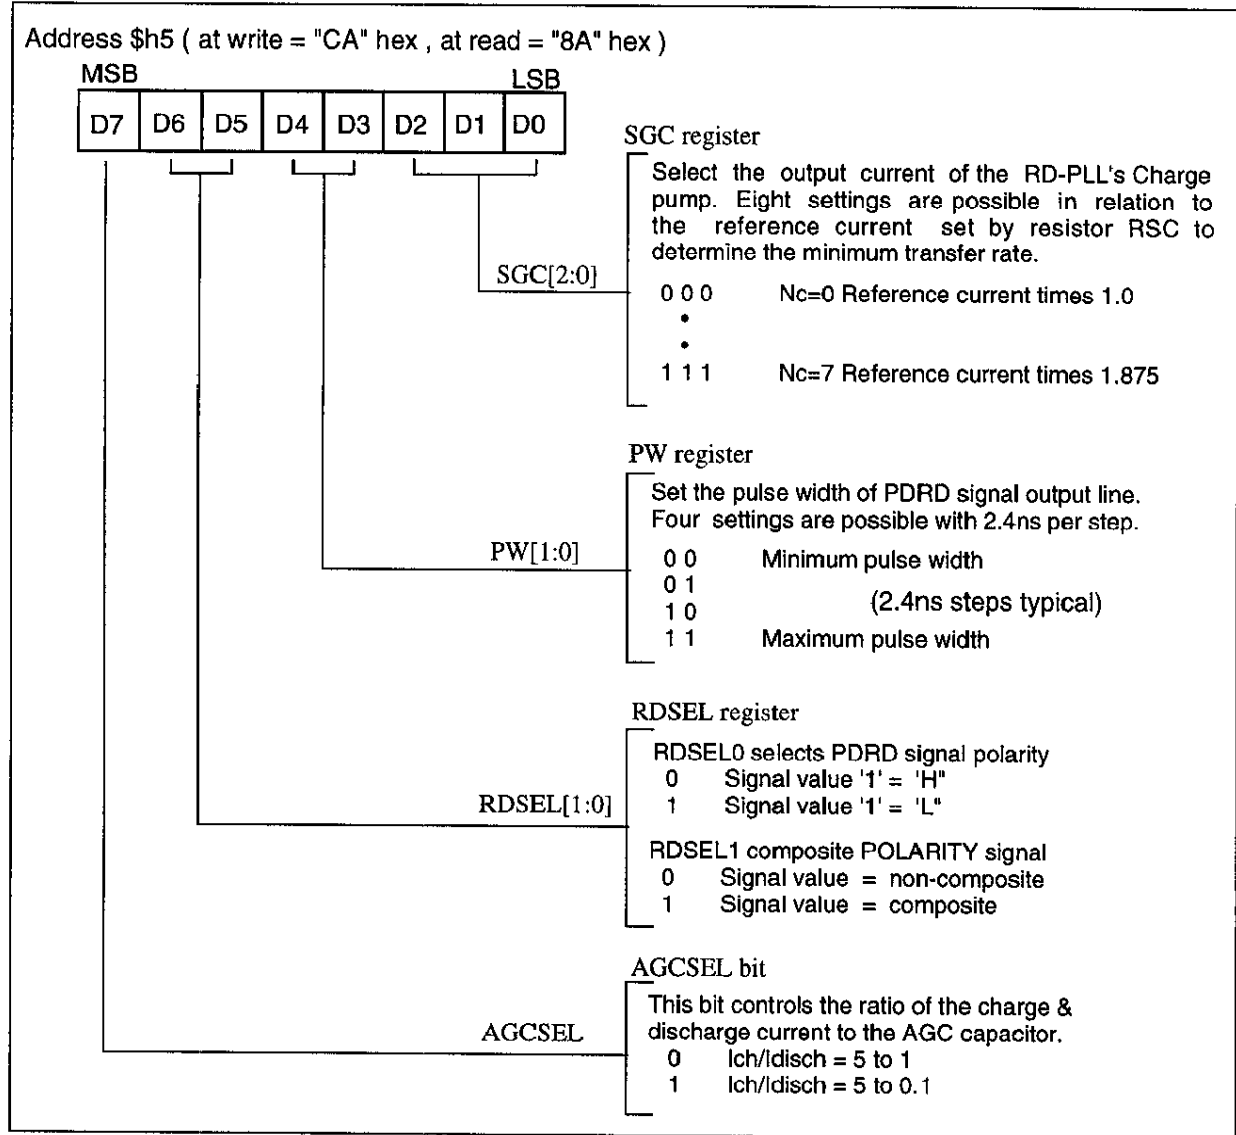 Address $h5 ( at write = "CA" hex , at read = "8A" hex )
MSB LSB
D7 D6 D5 D4 D3 D2 D1 D0
SGC register
Select the output current of the RD-PLL's Charge
pump. Eight settings are possible in relation to
the reference current set by resistor RSC to
determine the minimum transfer rate.
SGC[2:0]
0 0 0 Nc=0 Reference current times 1.0
•
•
1 1 1 Nc=7 Reference current times 1.875
PW register
Set the pulse width of PDRD signal output line.
Four settings are possible with 2.4ns per step.
PW[1:0]
0 0 Minimum pulse width
0 1
(2.4ns steps typical)
1 0
1 1 Maximum pulse width
RDSEL register
RDSEL0 selects PDRD signal polarity
0 Signal value '1' = 'H"
RDSEL[1:0]
1 Signal value '1' = 'L"
RDSEL1 composite POLARITY signal
0 Signal value = non-composite
1 Signal value = composite
AGCSEL bit
This bit controls the ratio of the charge &
discharge current to the AGC capacitor.
AGCSEL
0 Ich/Idisch = 5 to 1
1 Ich/Idisch = 5 to 0.1